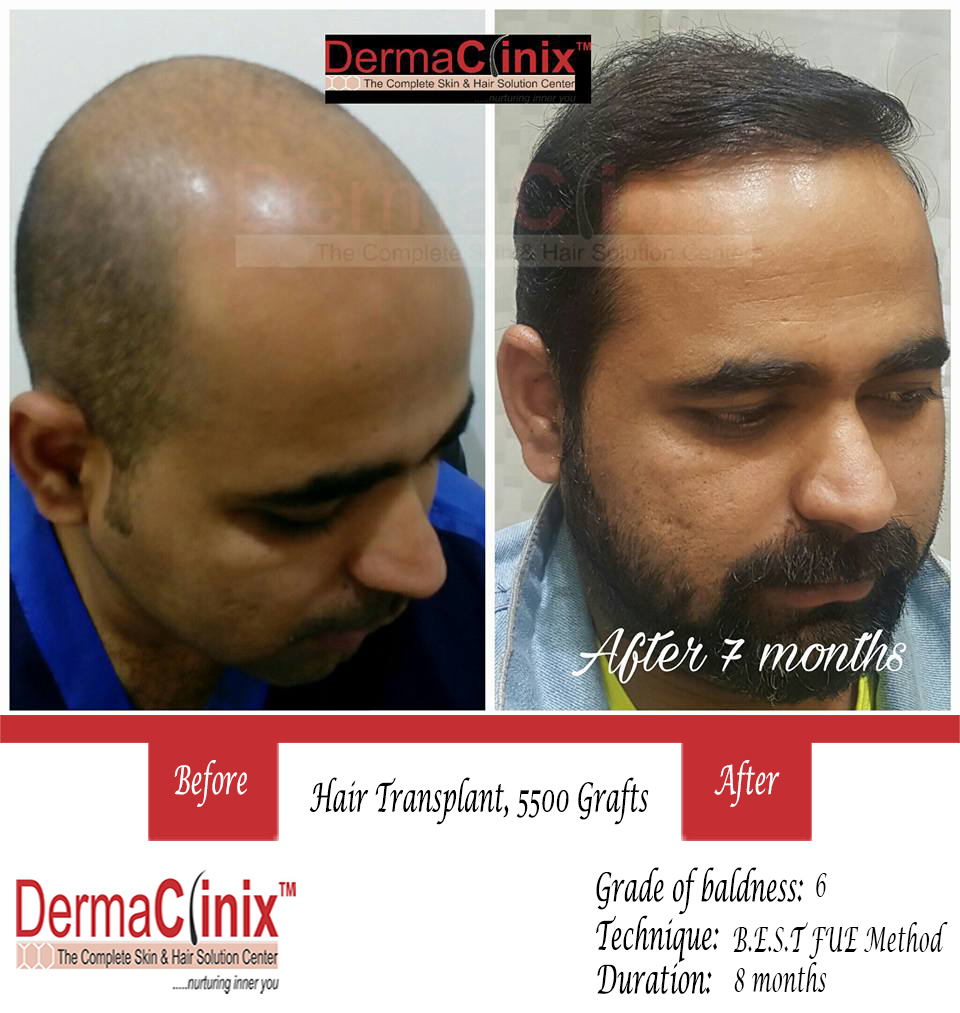 DermaClinix™
The Complete Skin & Hair Solution Center
...nurturing inner you
DermaClinix
The Complete Skin & Hair Solution Center
After 7 months
Before
Hair Transplant, 5500 Grafts
After
DermaClinix™
The Complete Skin & Hair Solution Center
......nurturing inner you
Grade of baldness: 6
Technique: B.E.S.T FUE Method
Duration: 8 months